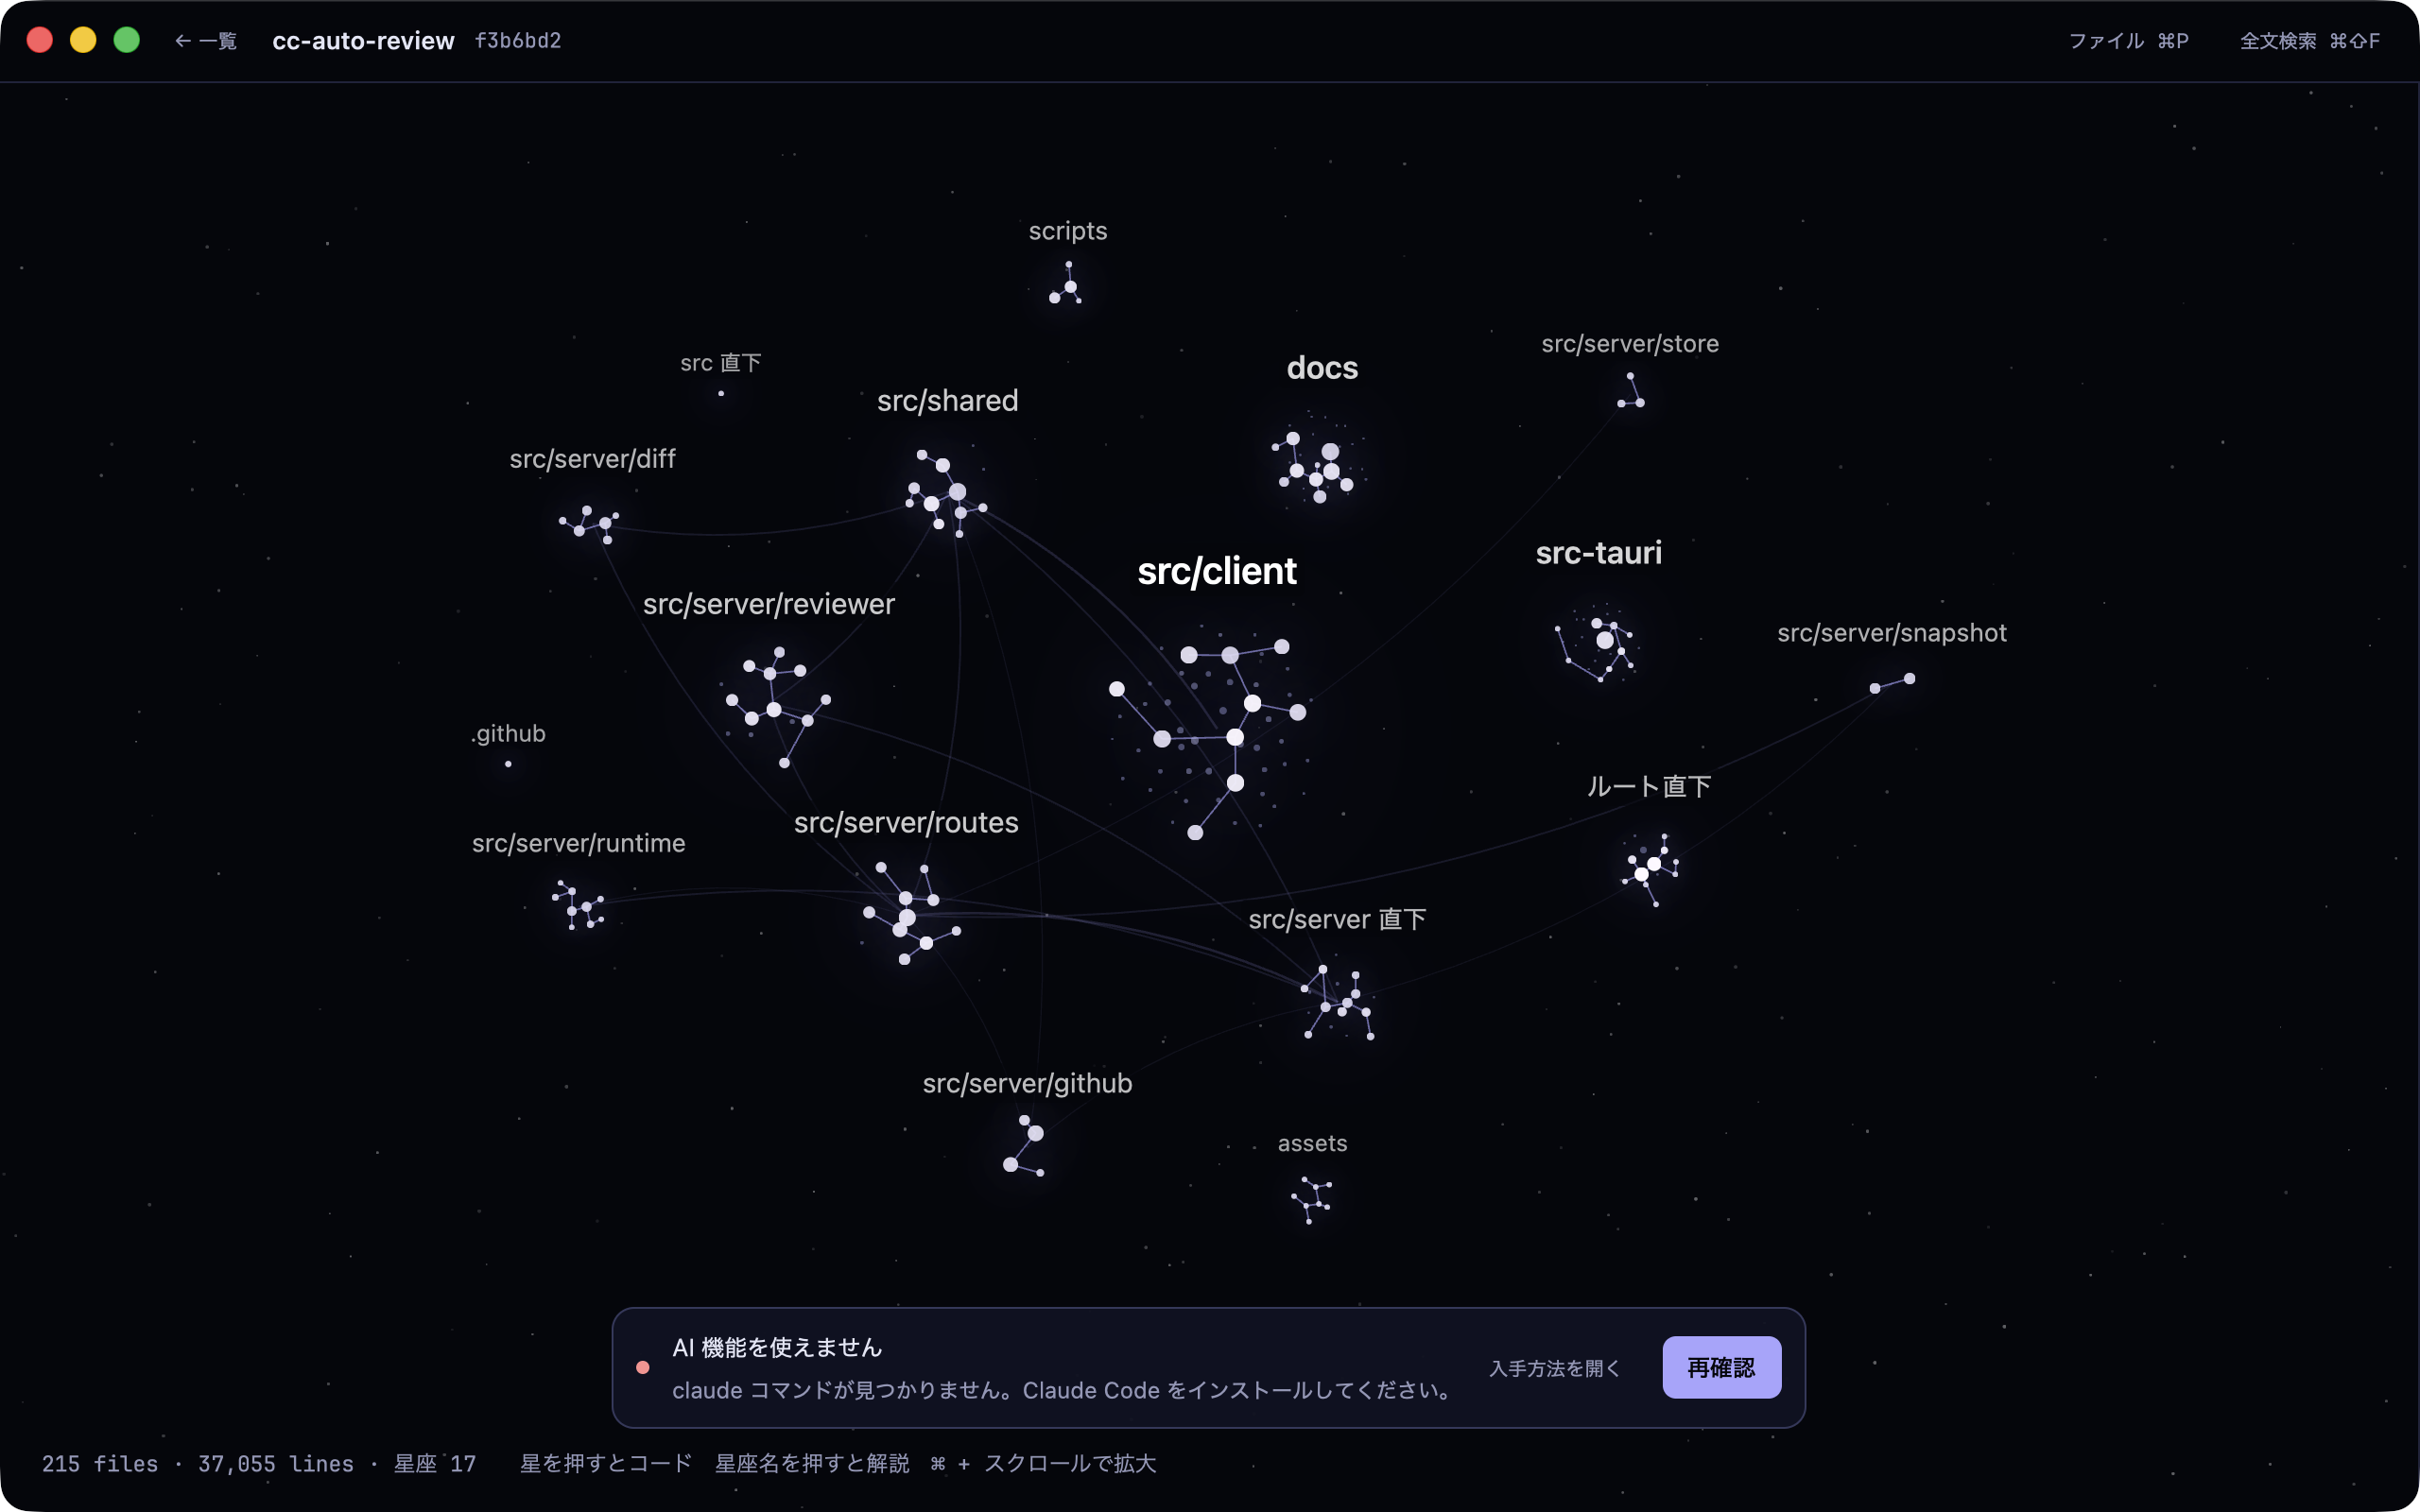 ← 一覧 cc-auto-review f3b6bd2 ファイル ⌘P 全文検索 ⌘⇧F
scripts
src/server/store
src 直下
docs
src/shared
src/server/diff
src-tauri
src/client
src/server/reviewer
src/server/snapshot
.github
ルート直下
src/server/routes
src/server/runtime
src/server 直下
src/server/github
assets
AI 機能を使えません
claude コマンドが見つかりません。Claude Code をインストールしてください。
入手方法を開く
再確認
215 files · 37,055 lines · 星座 17 星を押すとコード 星座名を押すと解説 ⌘ + スクロールで拡大